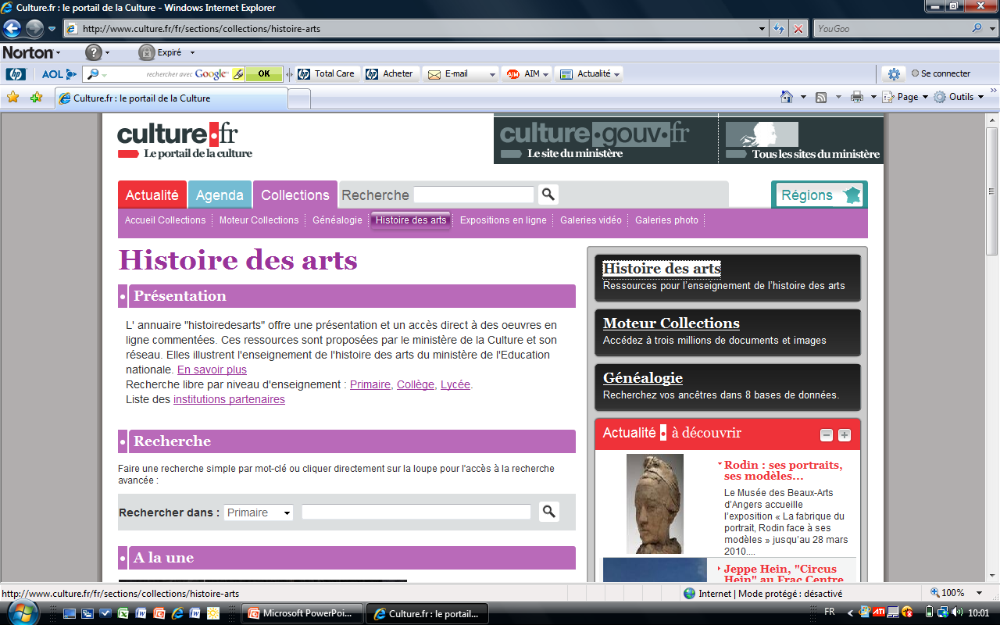 Culture.fr : le portail de la Culture - Windows Internet Explorer
http://www.culture.fr/fr/sections/collections/histoire-arts
YouGoo
Norton
Expiré
AOL
rechercher avec Google
OK
Total Care
Acheter
E-mail
AIM
Actualité
Se connecter
Culture.fr : le portail de la Culture
Page
Outils
culture.fr
Le portail de la culture
culture.gouv.fr
Le site du ministère
Tous les sites du ministère
Actualité
Agenda
Collections
Recherche
Régions
Accueil Collections
Moteur Collections
Généalogie
Histoire des arts
Expositions en ligne
Galeries vidéo
Galeries photo
Histoire des arts
Présentation
L' annuaire "histoiredesarts" offre une présentation et un accès direct à des oeuvres en
ligne commentées. Ces ressources sont proposées par le ministère de la Culture et son
réseau. Elles illustrent l'enseignement de l'histoire des arts du ministère de l'Education
nationale. En savoir plus
Recherche libre par niveau d'enseignement : Primaire, Collège, Lycée.
Liste des institutions partenaires
Recherche
Faire une recherche simple par mot-clé ou cliquer directement sur la loupe pour l'accès à la recherche
avancée :
Rechercher dans : Primaire
A la une
Histoire des arts
Ressources pour l'enseignement de l'histoire des arts
Moteur Collections
Accédez à trois millions de documents et images
Généalogie
Recherchez vos ancêtres dans 8 bases de données.
Actualité à découvrir
Rodin : ses portraits,
ses modèles...
Le Musée des Beaux-Arts
d'Angers accueille
l'exposition « La fabrique du
portrait, Rodin face à ses
modèles » jusqu'au 28 mars
2010....
Jeppe Hein, "Circus
Hein" au Frac Centre
http://www.culture.fr/fr/sections/collections/histoire-arts
Internet | Mode protégé : désactivé
100%
Microsoft PowerPoi...
Culture.fr : le portail...
FR
10:01